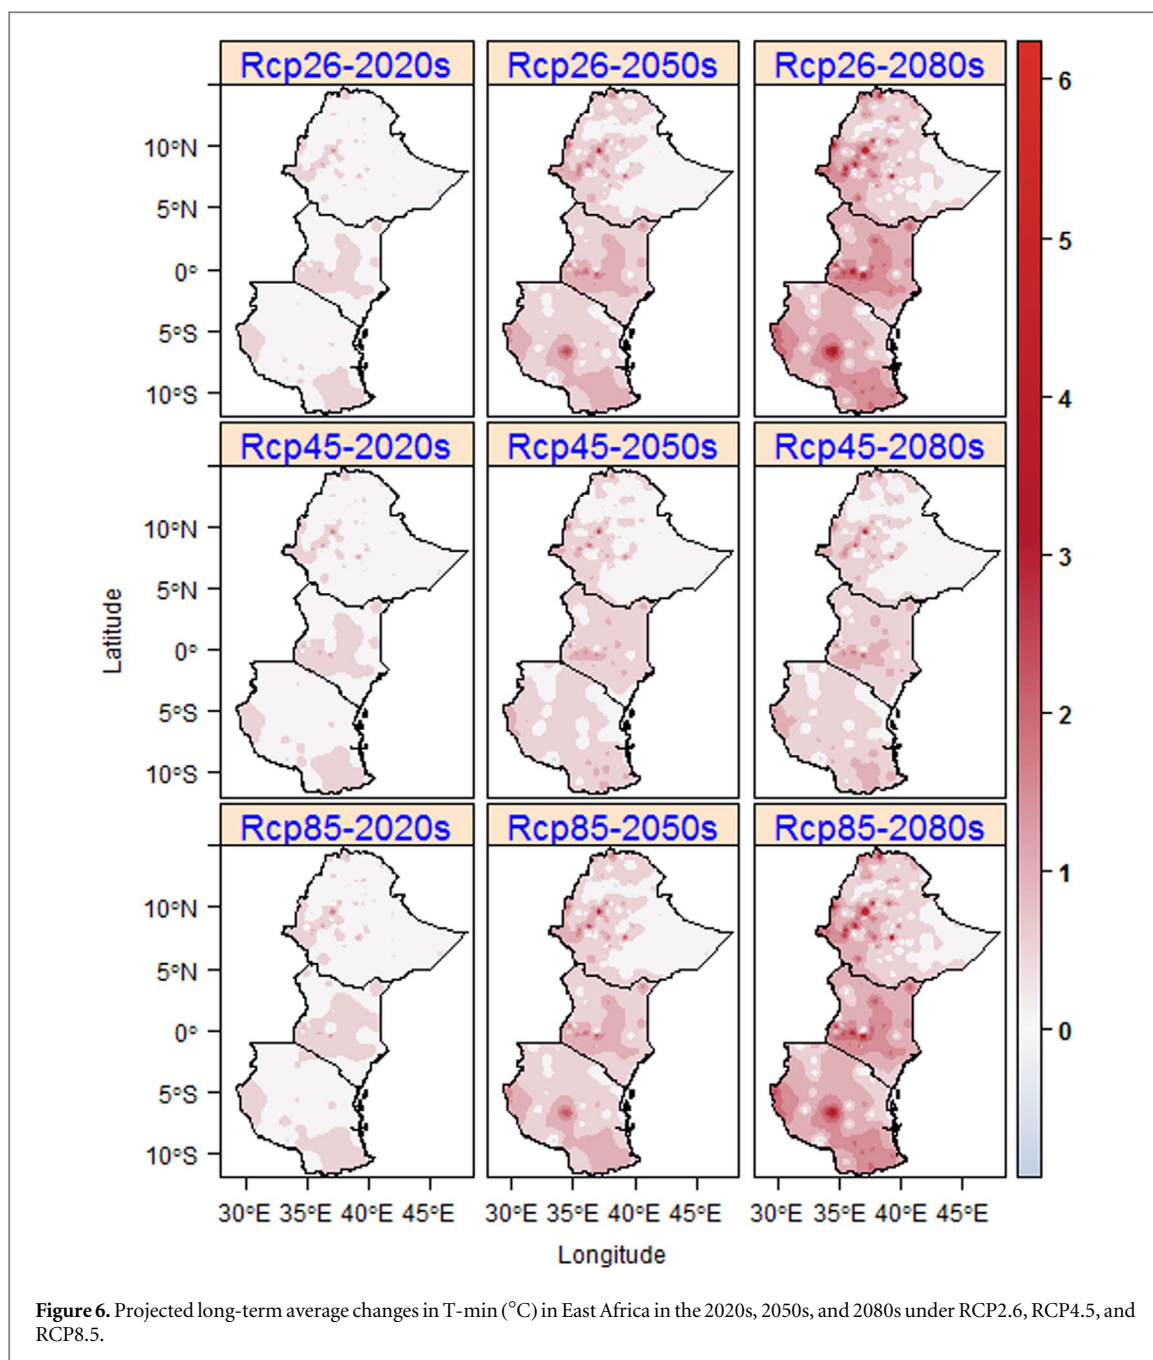 Rcp26-2020s Rcp26-2050s Rcp26-2080s
6
10°N
5°N
5
0°
5°S
10°S
4
Rcp45-2020s Rcp45-2050s Rcp45-2080s
10°N
3
5°N
Latitude
0°
5°S
2
10°S
Rcp85-2020s Rcp85-2050s Rcp85-2080s
1
10°N
5°N
0°
0
5°S
10°S
30°E 35°E 40°E 45°E 30°E 35°E 40°E 45°E 30°E 35°E 40°E 45°E
Longitude
Figure 6. Projected long-term average changes in T-min (°C) in East Africa in the 2020s, 2050s, and 2080s under RCP2.6, RCP4.5, and
RCP8.5.